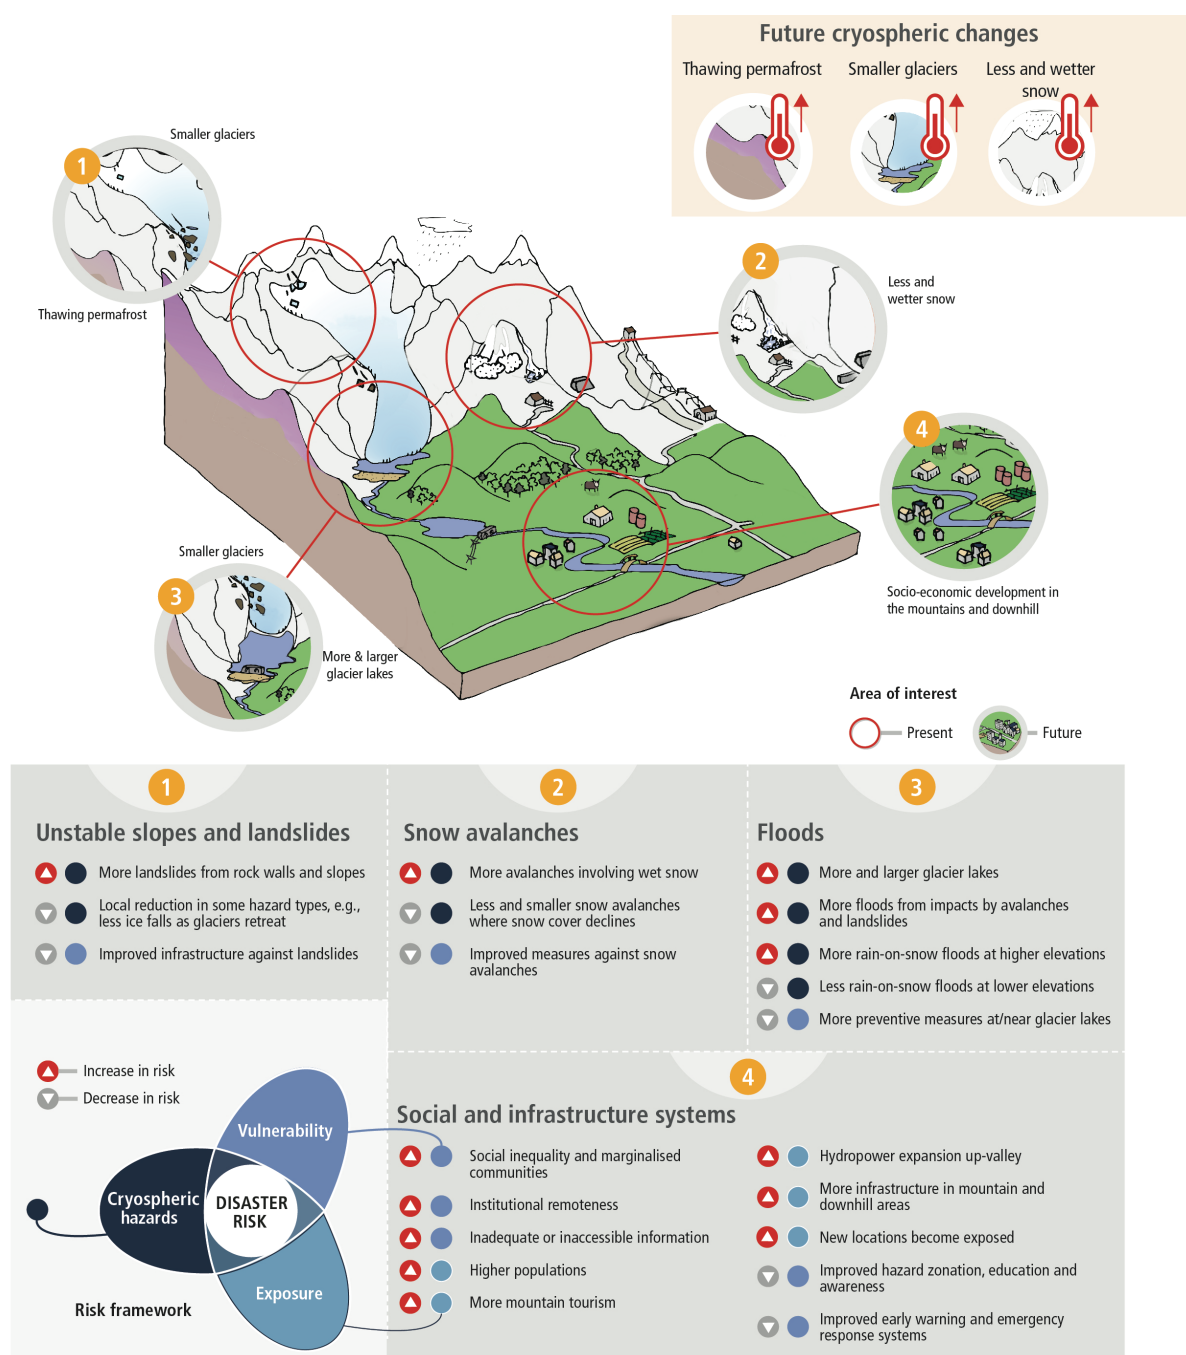 Future cryospheric changes
Thawing permafrost
Smaller glaciers
Less and wetter
snow
1
Smaller glaciers
Thawing permafrost
2
Less and
wetter snow
4
Socio-economic development in
the mountains and downhill
Smaller glaciers
3
More & larger
glacier lakes
Area of interest
Present
Future
1
Unstable slopes and landslides
More landslides from rock walls and slopes
Local reduction in some hazard types, e.g.,
less ice falls as glaciers retreat
Improved infrastructure against landslides
2
Snow avalanches
More avalanches involving wet snow
Less and smaller snow avalanches
where snow cover declines
Improved measures against snow
avalanches
3
Floods
More and larger glacier lakes
More floods from impacts by avalanches
and landslides
More rain-on-snow floods at higher elevations
Less rain-on-snow floods at lower elevations
More preventive measures at/near glacier lakes
Increase in risk
Decrease in risk
Vulnerability
Cryospheric
hazards
DISASTER
RISK
Exposure
Risk framework
4
Social and infrastructure systems
Social inequality and marginalised
communities
Institutional remoteness
Inadequate or inaccessible information
Higher populations
More mountain tourism
Hydropower expansion up-valley
More infrastructure in mountain and
downhill areas
New locations become exposed
Improved hazard zonation, education and
awareness
Improved early warning and emergency
response systems